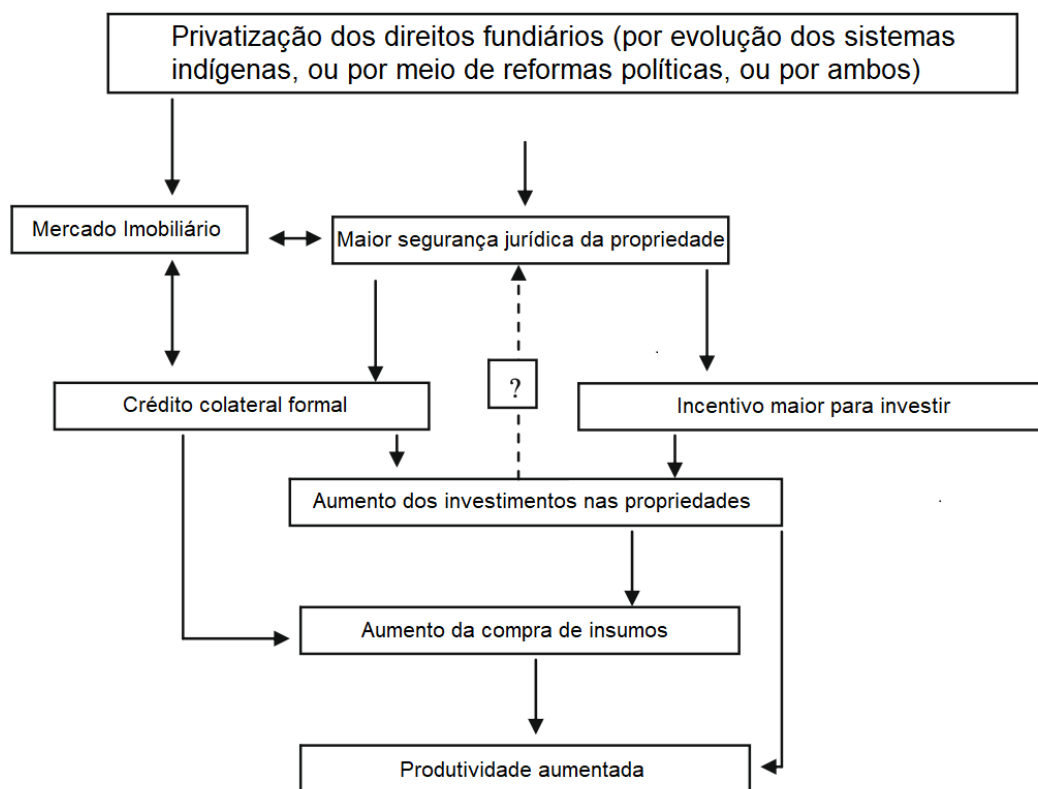 Privatização dos direitos fundiários (por evolução dos sistemas
indígenas, ou por meio de reformas políticas, ou por ambos)
Mercado Imobiliário
Maior segurança jurídica da propriedade
?
Crédito colateral formal
Incentivo maior para investir
Aumento dos investimentos nas propriedades
Aumento da compra de insumos
Produtividade aumentada